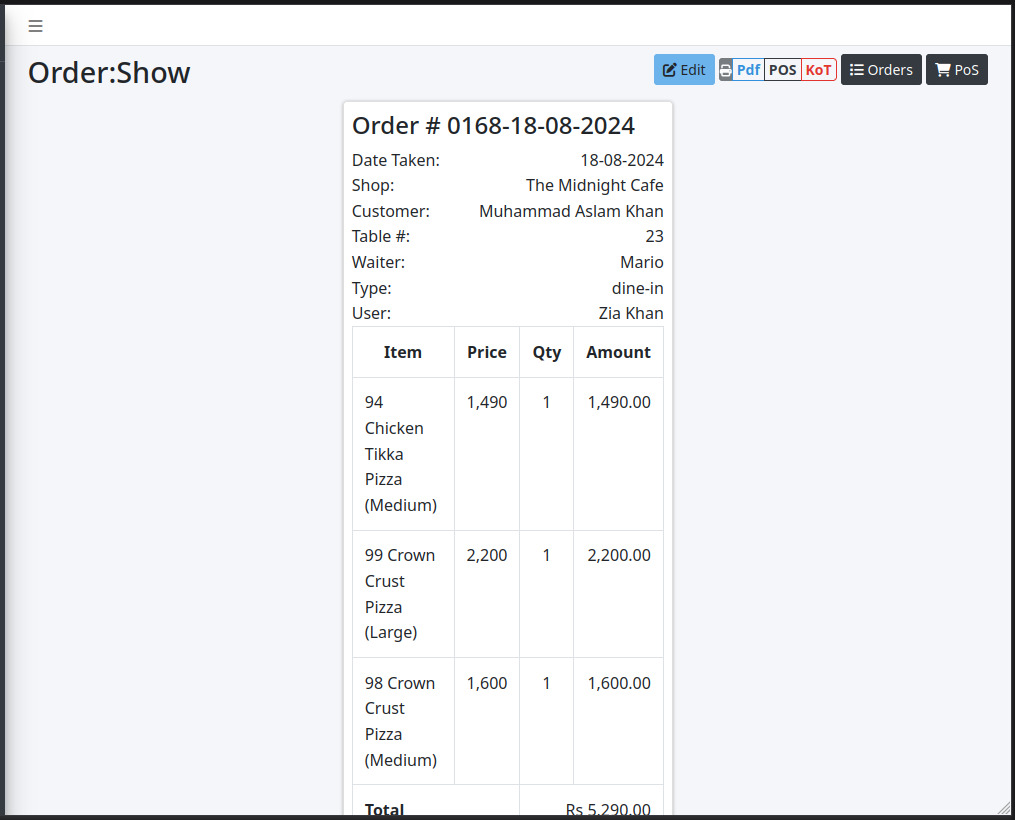 Order:Show
Edit Pdf POS KoT Orders PoS
Order # 0168-18-08-2024
Date Taken: 18-08-2024
Shop: The Midnight Cafe
Customer: Muhammad Aslam Khan
Table #: 23
Waiter: Mario
Type: dine-in
User: Zia Khan
Item Price Qty Amount
94 1,490 1 1,490.00
Chicken
Tikka
Pizza
(Medium)
99 Crown 2,200 1 2,200.00
Crust
Pizza
(Large)
98 Crown 1,600 1 1,600.00
Crust
Pizza
(Medium)
Total Rs 5,290.00